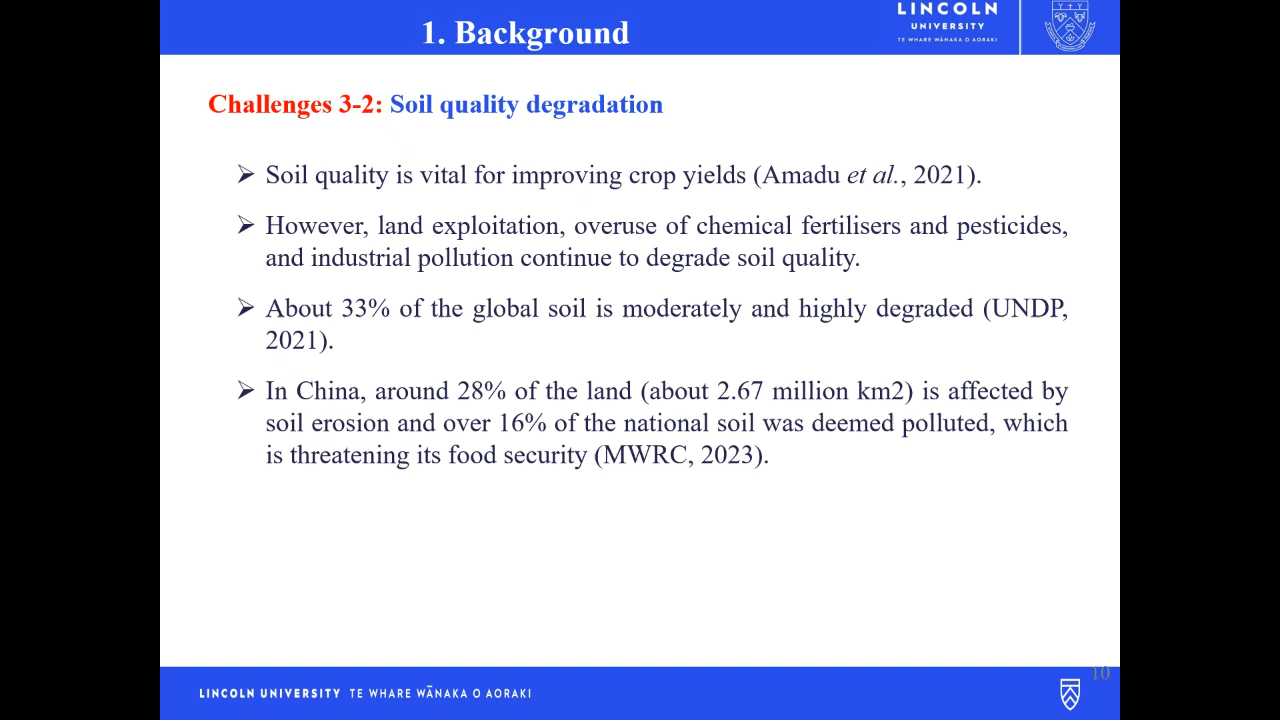 1. Background
LINCOLN
UNIVERSITY
TE WHARE WĀNAKA O AORAKI
Challenges 3-2: Soil quality degradation
➢ Soil quality is vital for improving crop yields (Amadu et al., 2021).
➢ However, land exploitation, overuse of chemical fertilisers and pesticides,
and industrial pollution continue to degrade soil quality.
➢ About 33% of the global soil is moderately and highly degraded (UNDP,
2021).
➢ In China, around 28% of the land (about 2.67 million km2) is affected by
soil erosion and over 16% of the national soil was deemed polluted, which
is threatening its food security (MWRC, 2023).
10
LINCOLN UNIVERSITY TE WHARE WĀNAKA O AORAKI